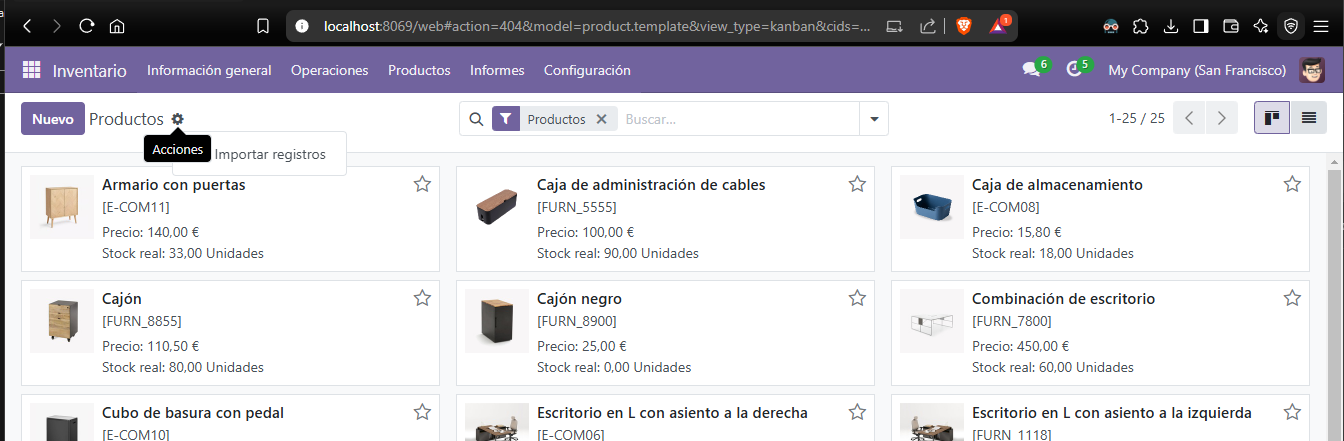 localhost:8069/web#action=404&model=product.template&view_type=kanban&cids=...
1
Inventario Información general Operaciones Productos Informes Configuración 6 5 My Company (San Francisco)
Nuevo Productos Productos Buscar... 1-25 / 25
Acciones Importar registros
Armario con puertas
[E-COM11]
Precio: 140,00 €
Stock real: 33,00 Unidades
Caja de administración de cables
[FURN_5555]
Precio: 100,00 €
Stock real: 90,00 Unidades
Caja de almacenamiento
[E-COM08]
Precio: 15,80 €
Stock real: 18,00 Unidades
Cajón
[FURN_8855]
Precio: 110,50 €
Stock real: 80,00 Unidades
Cajón negro
[FURN_8900]
Precio: 25,00 €
Stock real: 0,00 Unidades
Combinación de escritorio
[FURN_7800]
Precio: 450,00 €
Stock real: 60,00 Unidades
Cubo de basura con pedal
[E-COM10]
Escritorio en L con asiento a la derecha
[E-COM06]
Escritorio en L con asiento a la izquierda
[FURN_1118]